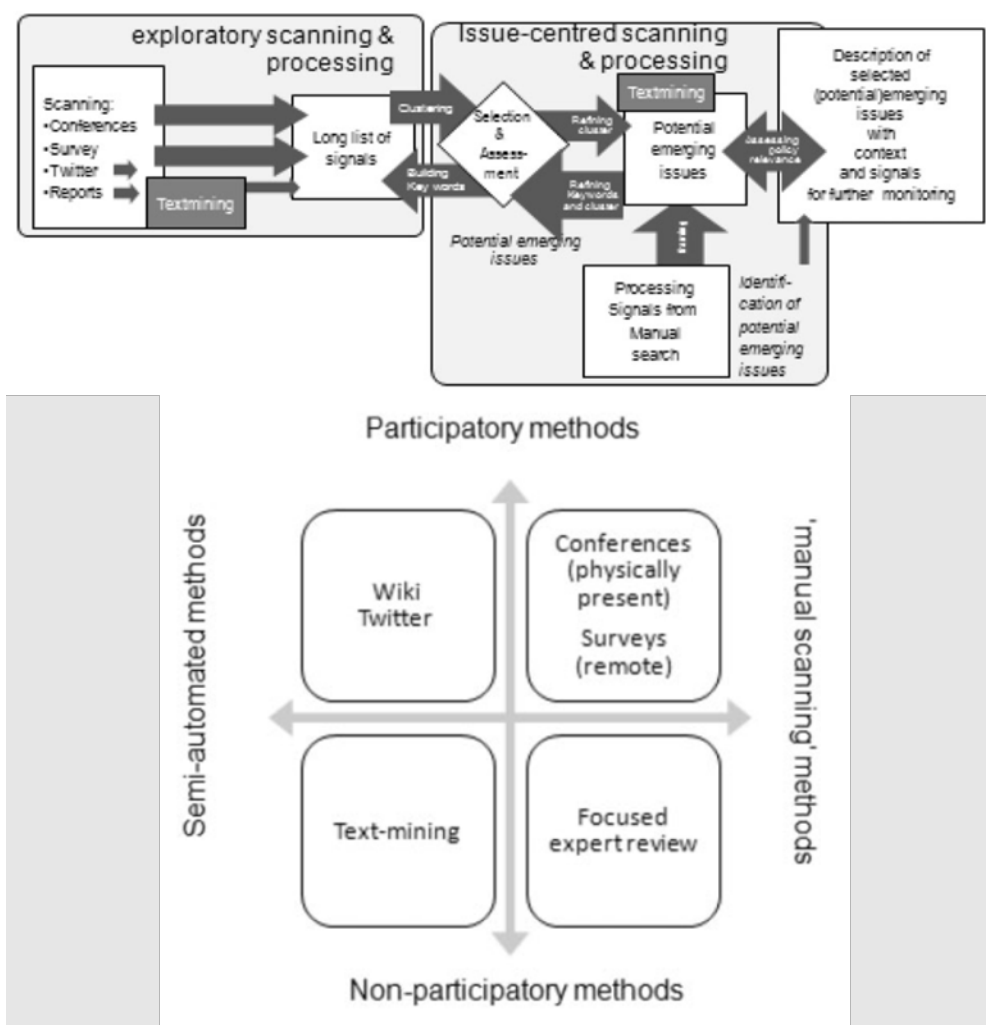 exploratory scanning &
processing
Scanning:
•Conferences
•Survey
•Twitter
•Reports
Textmining
Long list of
signals
Clustering
Building
Key words
Issue-centred scanning
& processing
Selection
&
Assess-
ment
Refining
cluster
Refining
Keywords
and cluster
Potential emerging
issues
Textmining
Potential
emerging
issues
Processing
Signals from
Manual
search
Assessing
policy
relevance
Description of
selected
(potential)emerging
issues
with
context
and signals
for further monitoring
Identifi-
cation of
potential
emerging
issues
Participatory methods
Semi-automated methods
'manual scanning' methods
Wiki
Twitter
Conferences
(physically
present)
Surveys
(remote)
Text-mining
Focused
expert review
Non-participatory methods